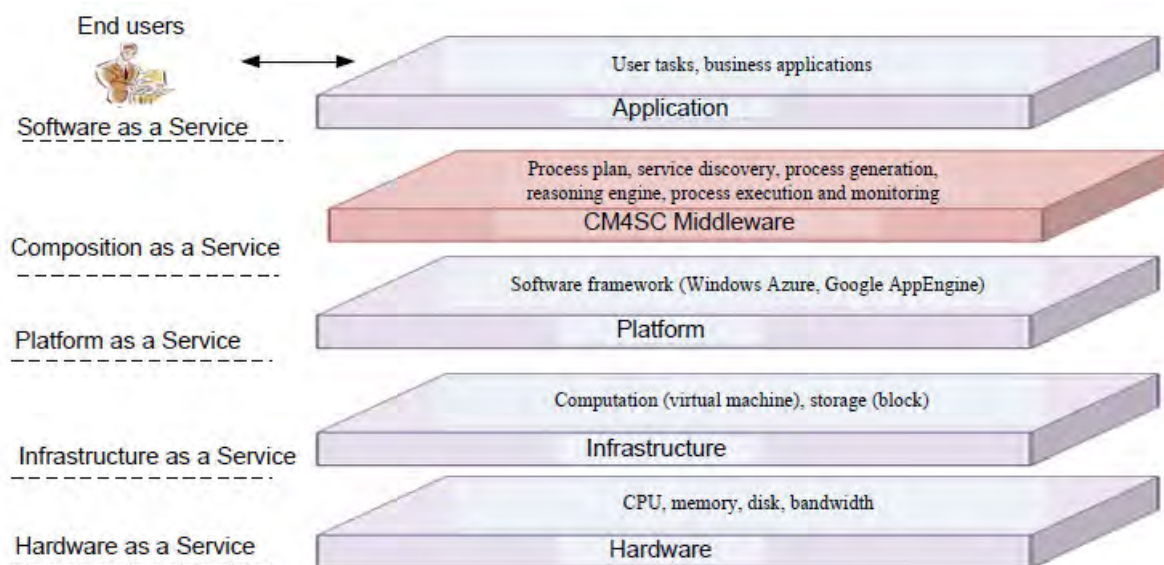 End users
User tasks, business applications
Application
Software as a Service
Process plan, service discovery, process generation,
reasoning engine, process execution and monitoring
CM4SC Middleware
Composition as a Service
Software framework (Windows Azure, Google AppEngine)
Platform
Platform as a Service
Computation (virtual machine), storage (block)
Infrastructure
Infrastructure as a Service
CPU, memory, disk, bandwidth
Hardware
Hardware as a Service